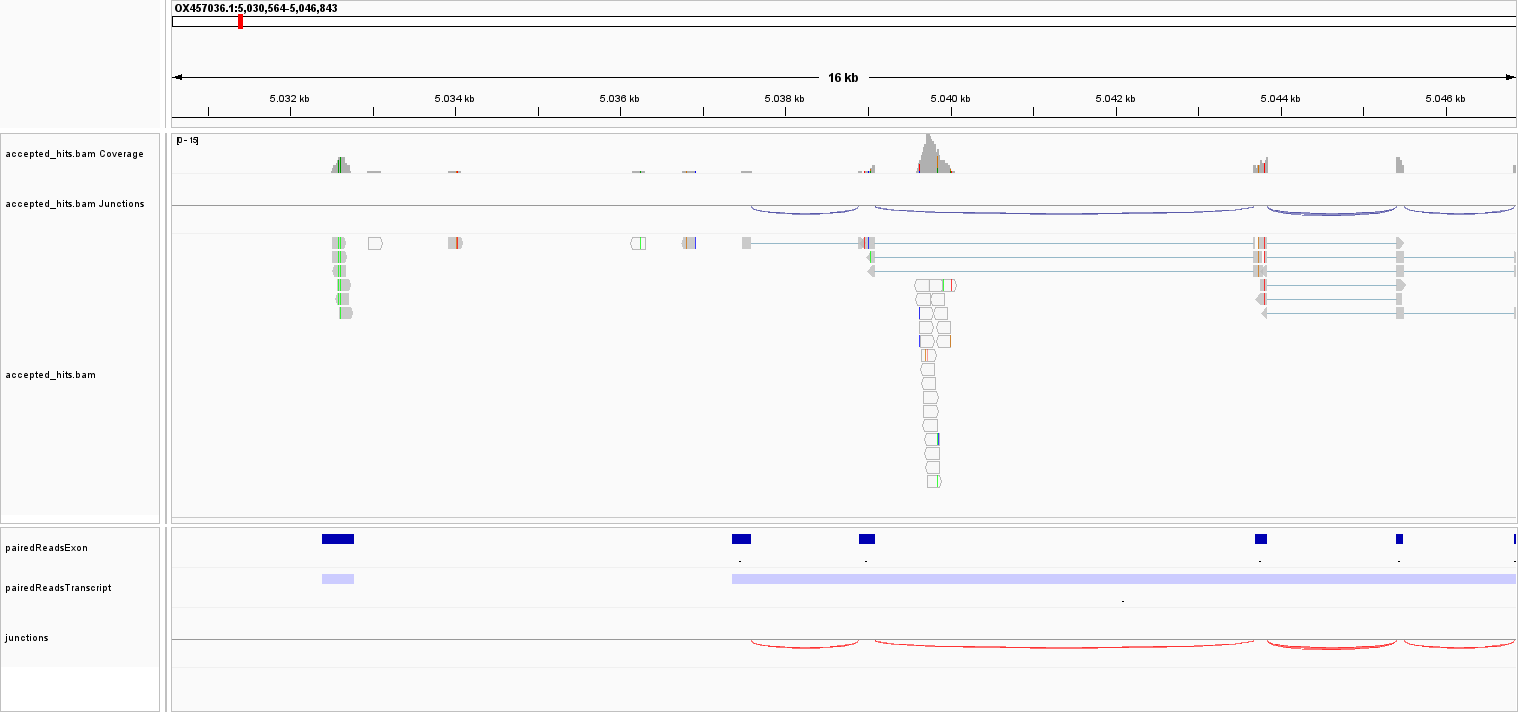 OX457036.1:5,030,564-5,046,843
16 kb
5.032 kb 5.034 kb 5.036 kb 5.038 kb 5.040 kb 5.042 kb 5.044 kb 5.046 kb
[0 - 15]
accepted_hits.bam Coverage
accepted_hits.bam Junctions
accepted_hits.bam
pairedReadsExon
pairedReadsTranscript
junctions